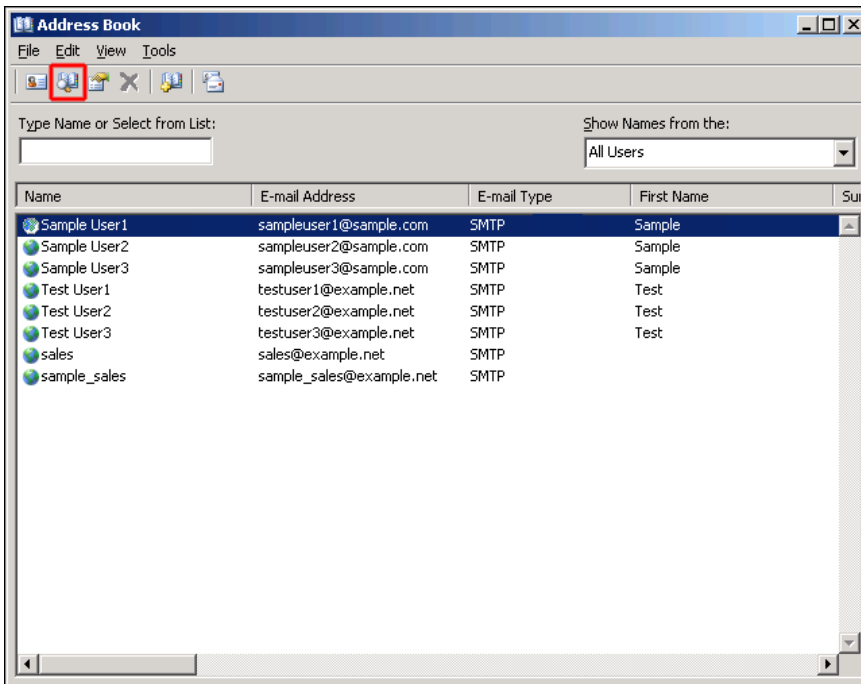 Address Book
File Edit View Tools
Type Name or Select from List:
Show Names from the:
All Users
Name E-mail Address E-mail Type First Name Su
Sample User1 sampleuser1@sample.com SMTP Sample
Sample User2 sampleuser2@sample.com SMTP Sample
Sample User3 sampleuser3@sample.com SMTP Sample
Test User1 testuser1@example.net SMTP Test
Test User2 testuser2@example.net SMTP Test
Test User3 testuser3@example.net SMTP Test
sales sales@example.net SMTP
sample_sales sample_sales@example.net SMTP